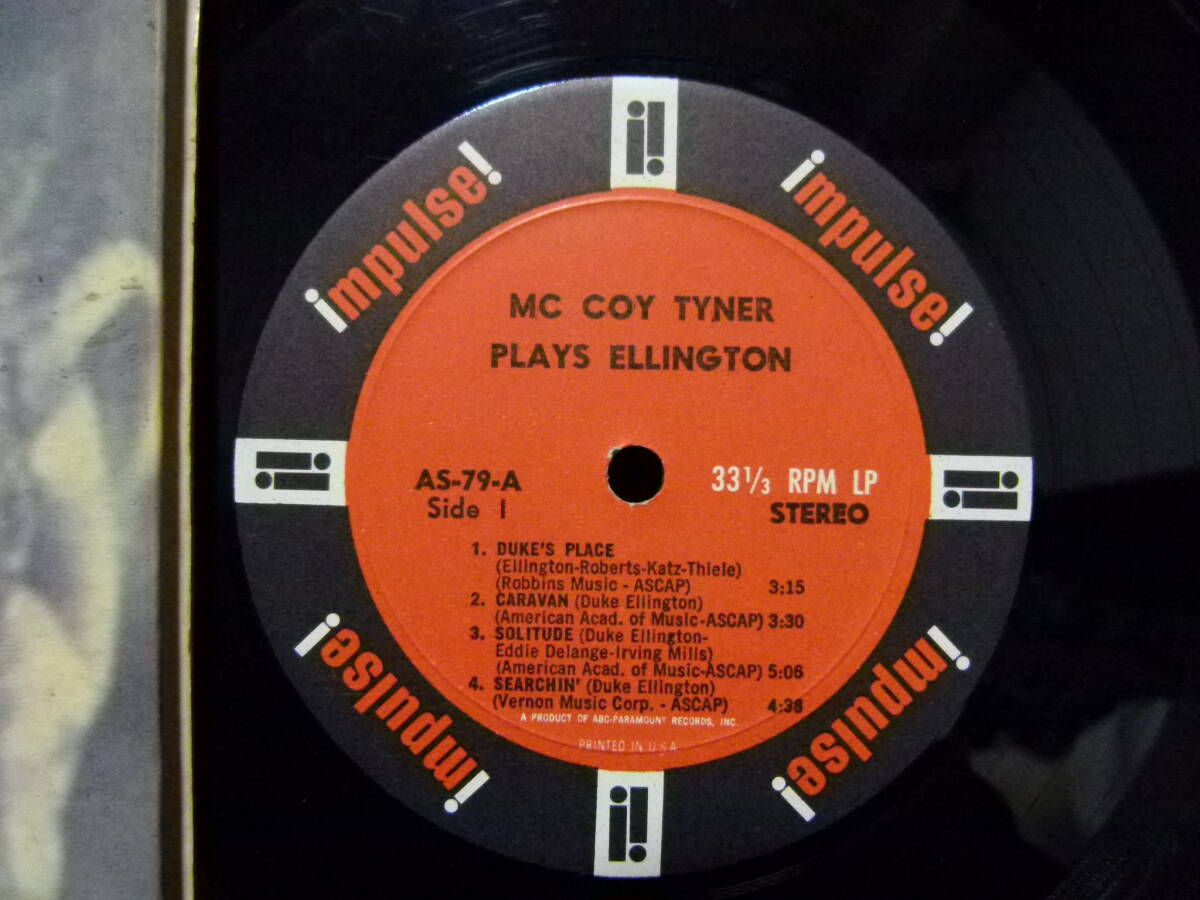 impulse!
impulse!
MC COY TYNER
PLAYS ELLINGTON
AS-79-A
Side 1
33 1/3 RPM LP
STEREO
1. DUKE'S PLACE
(Ellington-Roberts-Katz-Thiele)
(Robbins Music - ASCAP) 3:15
2. CARAVAN (Duke Ellington)
(American Acad. of Music-ASCAP) 3:30
3. SOLITUDE (Duke Ellington-
Eddie Delange-Irving Mills)
(American Acad. of Music-ASCAP) 5:06
4. SEARCHIN' (Duke Ellington)
(Vernon Music Corp. - ASCAP) 4:38
A PRODUCT OF ABC-PARAMOUNT RECORDS, INC.
PRINTED IN U.S.A.
impulse!
impulse!